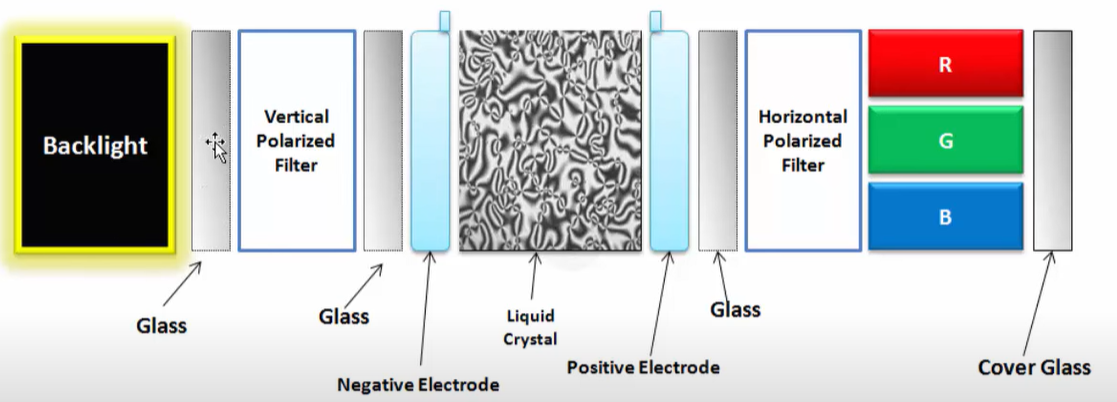 Backlight
Vertical
Polarized
Filter
Horizontal
Polarized
Filter
R
G
B
Glass
Glass
Negative Electrode
Liquid
Crystal
Positive Electrode
Glass
Cover Glass